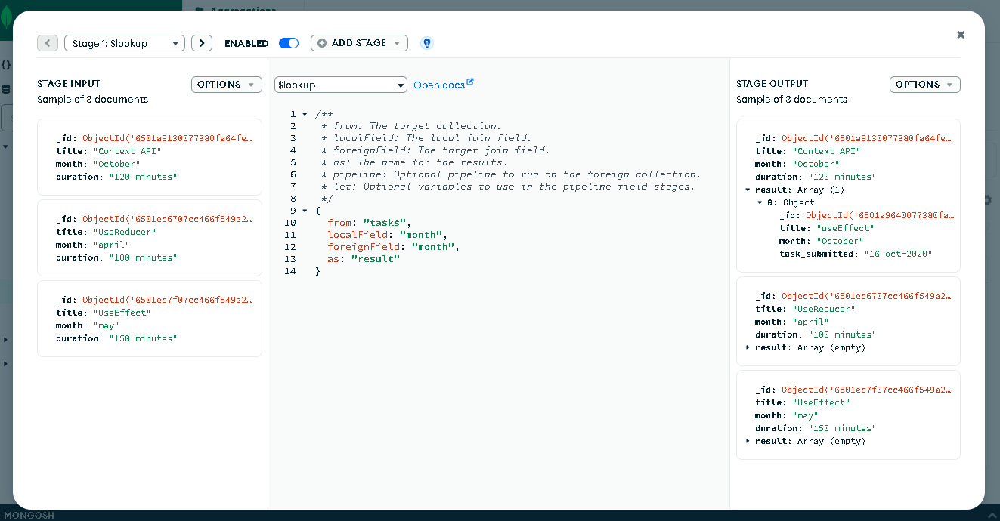 Aggregations
Stage 1: $lookup
ENABLED
ADD STAGE
STAGE INPUT
OPTIONS
Sample of 3 documents
_id: ObjectId('6501a9130077380fa64fe…
title: "Context API"
month: "October"
duration: "120 minutes"
_id: ObjectId('6501ec6707cc466f549a2…
title: "UseReducer"
month: "april"
duration: "100 minutes"
_id: ObjectId('6501ec7f07cc466f549a2…
title: "UseEffect"
month: "may"
duration: "150 minutes"
$lookup
Open docs
1 /**
2 * from: The target collection.
3 * localField: The local join field.
4 * foreignField: The target join field.
5 * as: The name for the results.
6 * pipeline: Optional pipeline to run on the foreign collection.
7 * let: Optional variables to use in the pipeline field stages.
8 */
9 {
10 from: "tasks",
11 localField: "month",
12 foreignField: "month",
13 as: "result"
14 }
STAGE OUTPUT
OPTIONS
Sample of 3 documents
_id: ObjectId('6501a9130077380fa64fe…
title: "Context API"
month: "October"
duration: "120 minutes"
result: Array (1)
0: Object
_id: ObjectId('6501a9640077380fa…
title: "useEffect"
month: "October"
task_submitted: "16 oct-2020"
_id: ObjectId('6501ec6707cc466f549a2…
title: "UseReducer"
month: "april"
duration: "100 minutes"
result: Array (empty)
_id: ObjectId('6501ec7f07cc466f549a2…
title: "UseEffect"
month: "may"
duration: "150 minutes"
result: Array (empty)
_MONGOSH